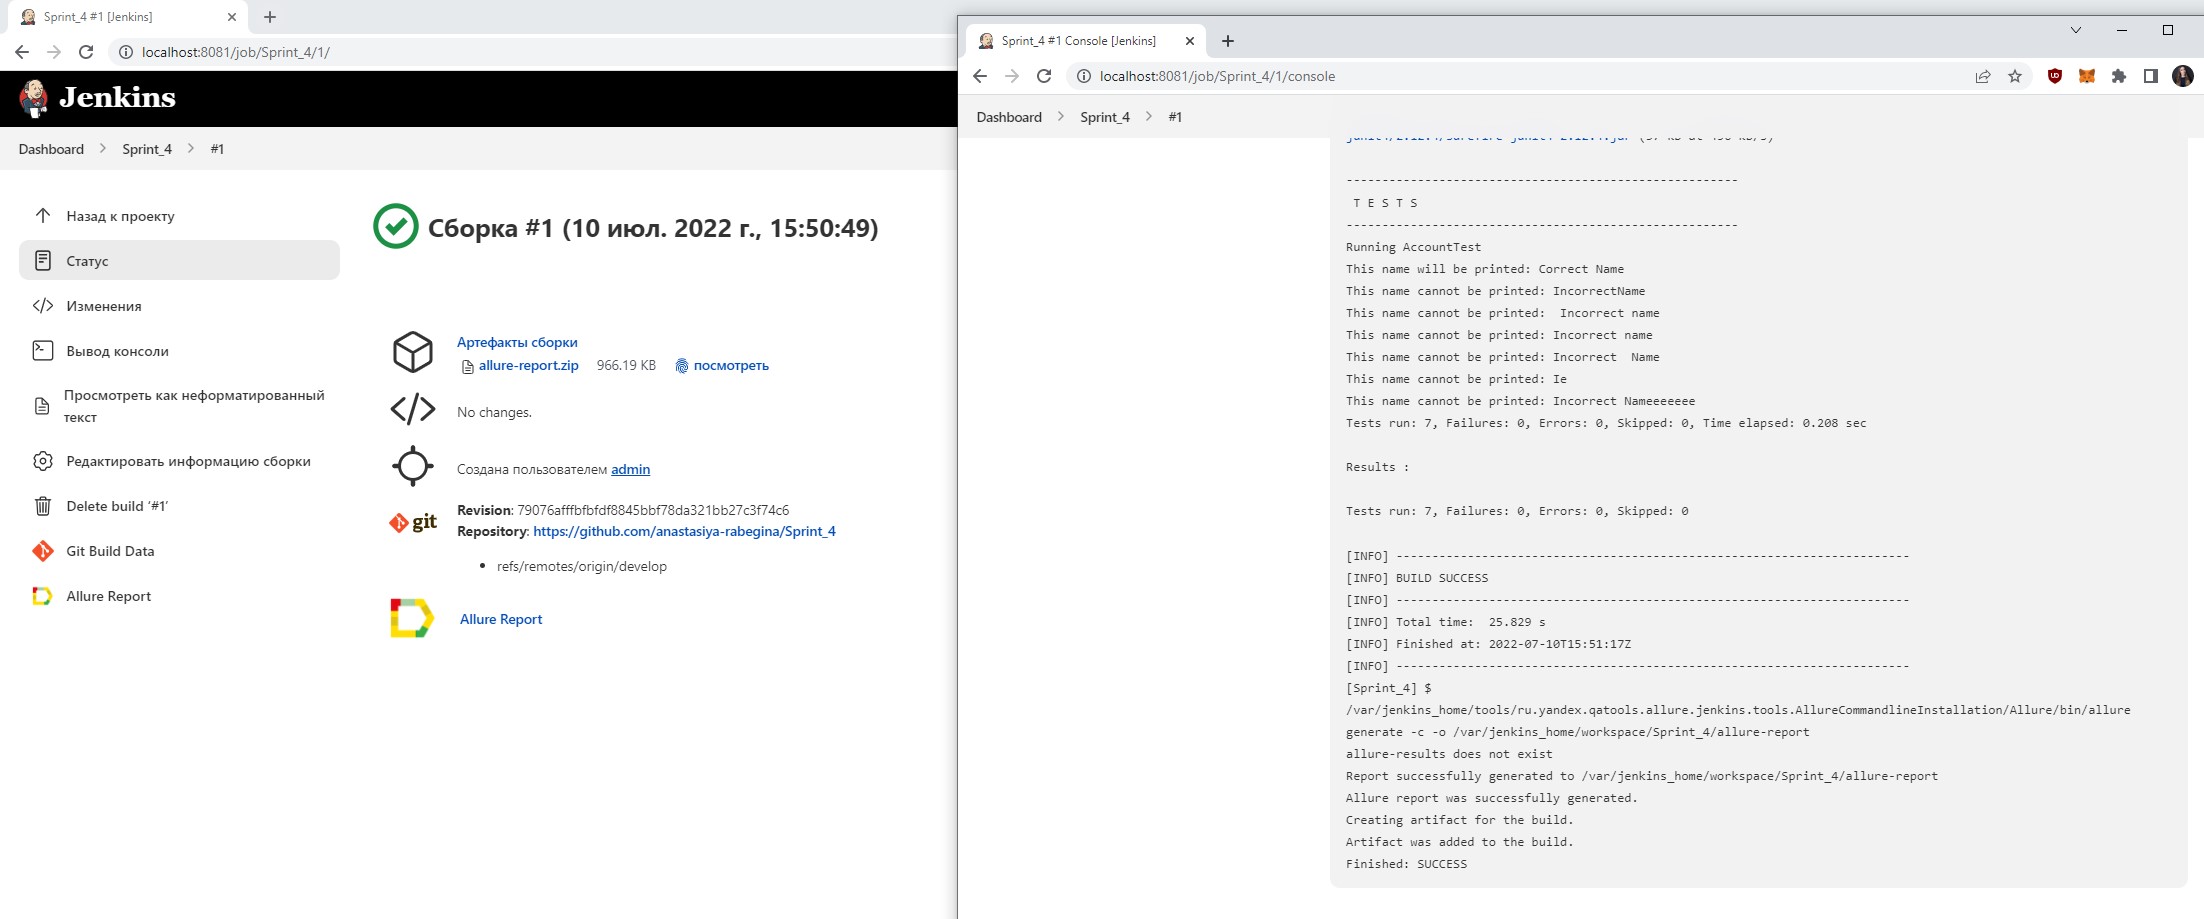 Sprint_4 #1 [Jenkins]
localhost:8081/job/Sprint_4/1/
Jenkins
Dashboard > Sprint_4 > #1
Назад к проекту
Статус
Изменения
Вывод консоли
Просмотреть как неформатированный
текст
Редактировать информацию сборки
Delete build ‘#1’
Git Build Data
Allure Report
Сборка #1 (10 июл. 2022 г., 15:50:49)
Артефакты сборки
allure-report.zip 966.19 KB посмотреть
No changes.
Создана пользователем admin
git
Revision: 79076afffbfbfdf8845bbf78da321bb27c3f74c6
Repository: https://github.com/anastasiya-rabegina/Sprint_4
• refs/remotes/origin/develop
Allure Report
Sprint_4 #1 Console [Jenkins]
localhost:8081/job/Sprint_4/1/console
Dashboard > Sprint_4 > #1
-------------------------------------------------------
T E S T S
-------------------------------------------------------
Running AccountTest
This name will be printed: Correct Name
This name cannot be printed: IncorrectName
This name cannot be printed:  Incorrect name
This name cannot be printed: Incorrect name
This name cannot be printed: Incorrect  Name
This name cannot be printed: Ie
This name cannot be printed: Incorrect Nameeeeeee
Tests run: 7, Failures: 0, Errors: 0, Skipped: 0, Time elapsed: 0.208 sec
Results :
Tests run: 7, Failures: 0, Errors: 0, Skipped: 0
[INFO] ------------------------------------------------------------------------
[INFO] BUILD SUCCESS
[INFO] ------------------------------------------------------------------------
[INFO] Total time:  25.829 s
[INFO] Finished at: 2022-07-10T15:51:17Z
[INFO] ------------------------------------------------------------------------
[Sprint_4] $
/var/jenkins_home/tools/ru.yandex.qatools.allure.jenkins.tools.AllureCommandlineInstallation/Allure/bin/allure
generate -c -o /var/jenkins_home/workspace/Sprint_4/allure-report
allure-results does not exist
Report successfully generated to /var/jenkins_home/workspace/Sprint_4/allure-report
Allure report was successfully generated.
Creating artifact for the build.
Artifact was added to the build.
Finished: SUCCESS